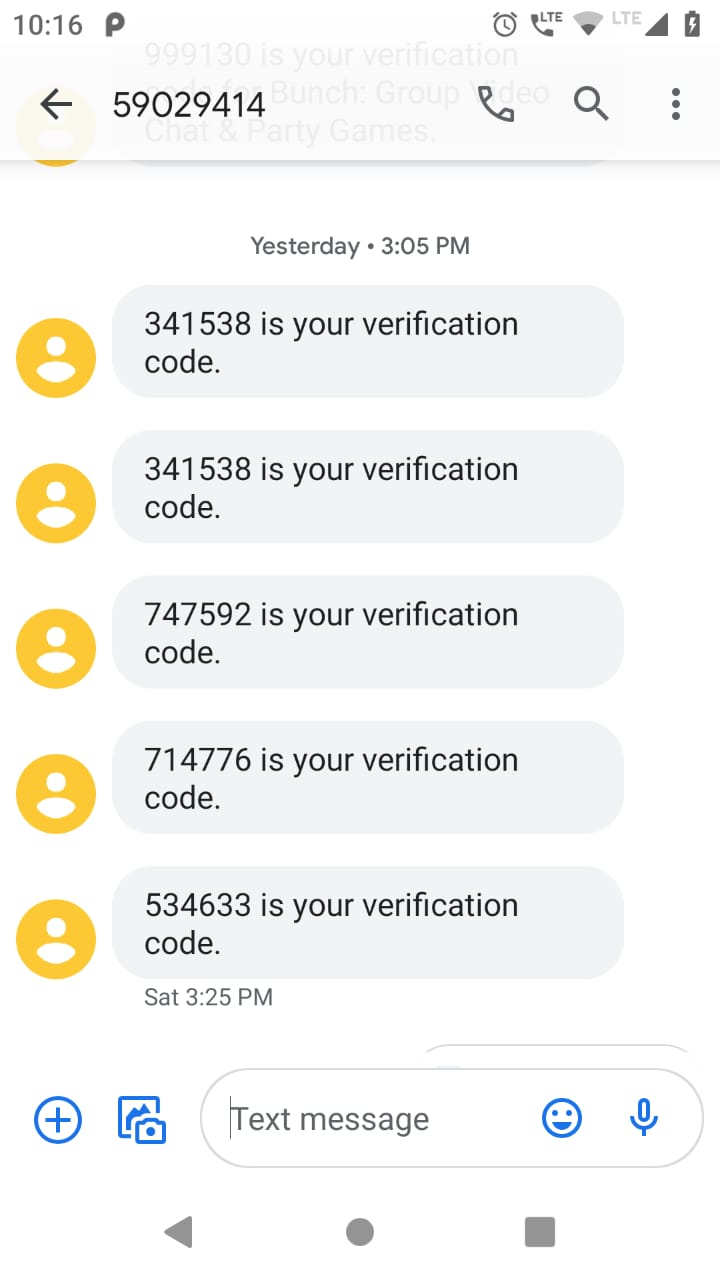 10:16
LTE
LTE
999130 is your verification
code for Bunch: Group Video
59029414
Chat & Party Games.
Yesterday • 3:05 PM
341538 is your verification
code.
341538 is your verification
code.
747592 is your verification
code.
714776 is your verification
code.
534633 is your verification
code.
Sat 3:25 PM
Text message